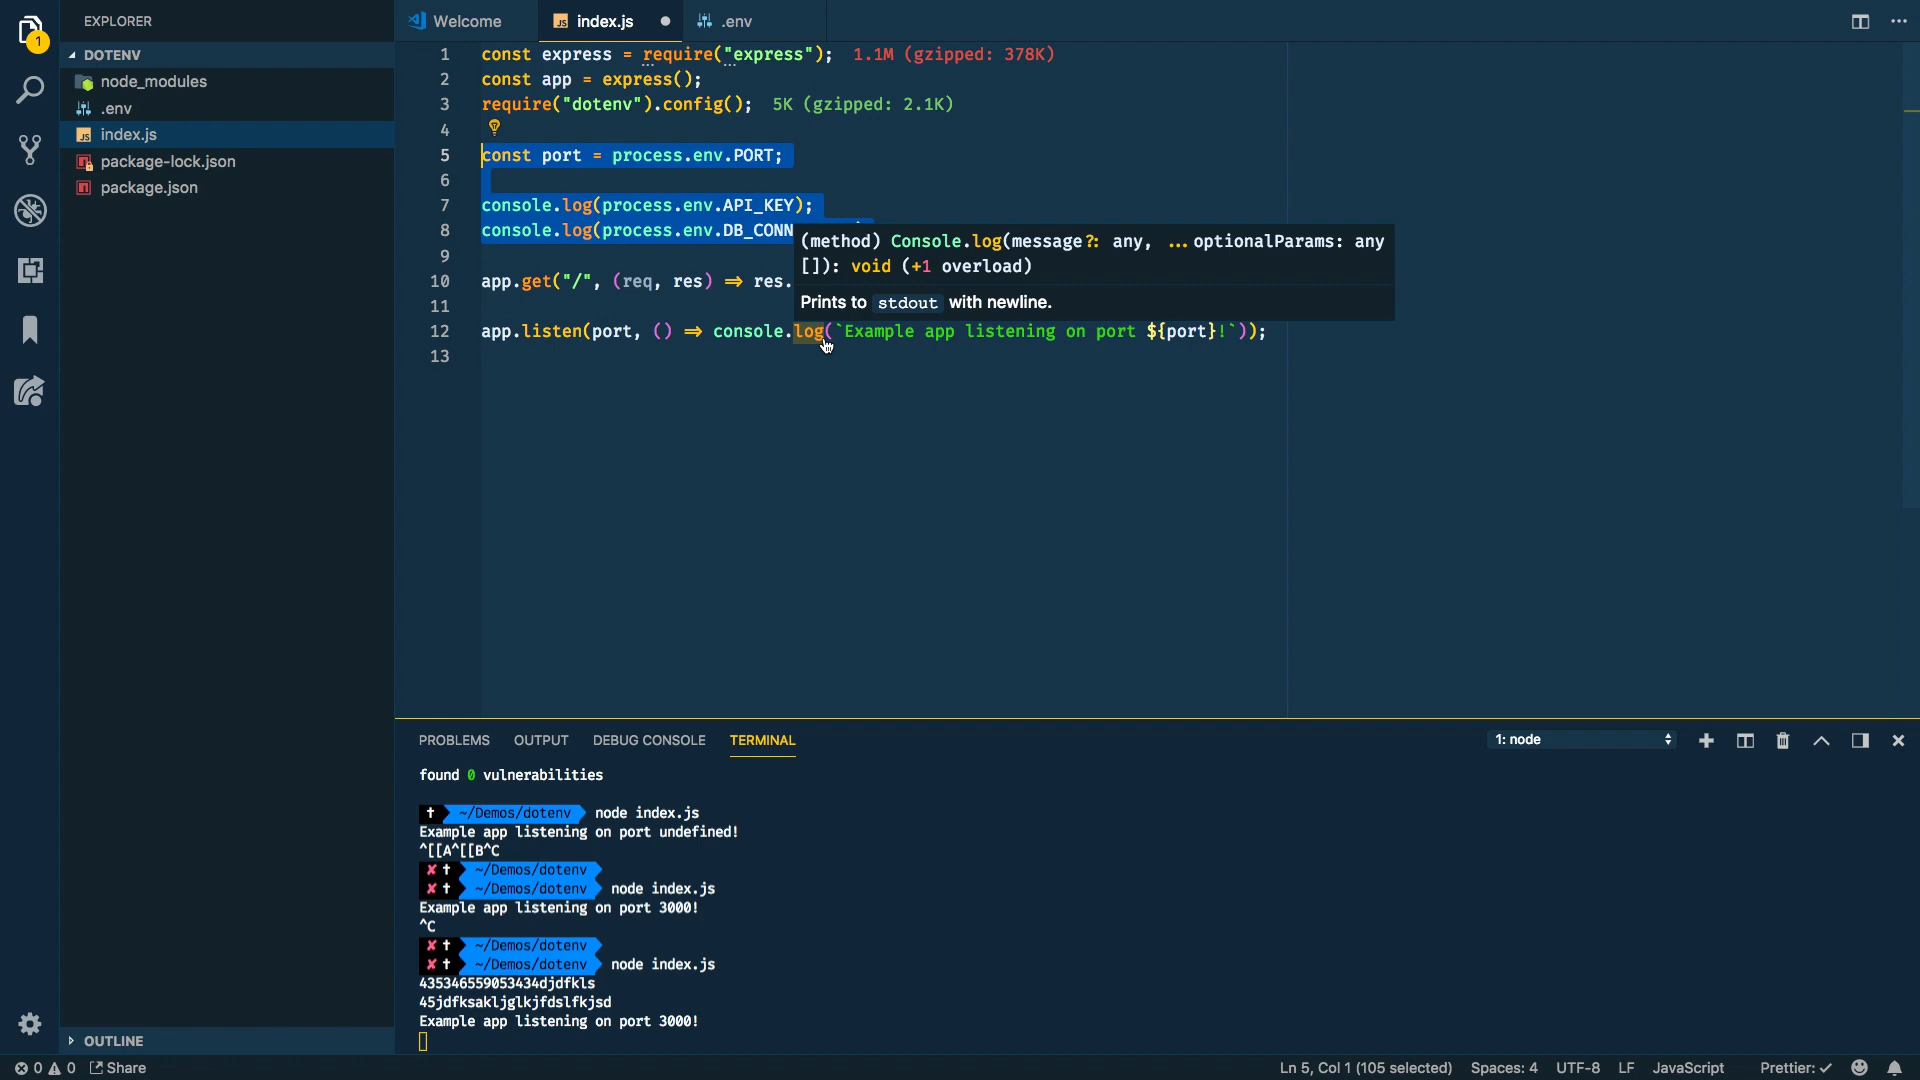 EXPLORER
DOTENV
node_modules
.env
index.js
package-lock.json
package.json
OUTLINE
1
Welcome
index.js
.env
1 const express = require("express"); 1.1M (gzipped: 378K)
2 const app = express();
3 require("dotenv").config(); 5K (gzipped: 2.1K)
4
5 const port = process.env.PORT;
6
7 console.log(process.env.API_KEY);
8 console.log(process.env.DB_CONN
9
10 app.get("/", (req, res) => res.
11
12 app.listen(port, () => console.log(`Example app listening on port ${port}!`));
13
(method) Console.log(message?: any, ...optionalParams: any
[]): void (+1 overload)
Prints to stdout with newline.
PROBLEMS OUTPUT DEBUG CONSOLE TERMINAL 1: node
found 0 vulnerabilities
~/Demos/dotenv node index.js
Example app listening on port undefined!
^[[A^[[B^C
✘ † ~/Demos/dotenv
✘ † ~/Demos/dotenv node index.js
Example app listening on port 3000!
^C
✘ † ~/Demos/dotenv
✘ † ~/Demos/dotenv node index.js
435346559053434djdfkls
45jdfksakljglkjfdslfkjsd
Example app listening on port 3000!
0 0 Share Ln 5, Col 1 (105 selected) Spaces: 4 UTF-8 LF JavaScript Prettier: ✓